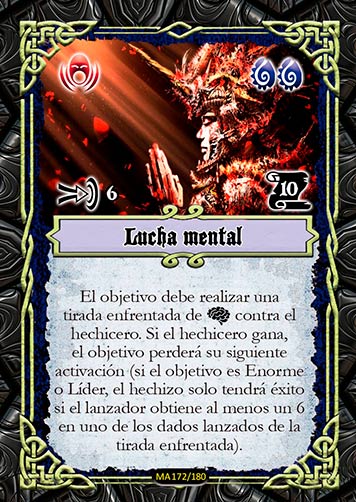 6
10
Lucha mental
El objetivo debe realizar una
tirada enfrentada de contra el
hechicero. Si el hechicero gana,
el objetivo perderá su siguiente
activación (si el objetivo es Enorme
o Líder, el hechizo solo tendrá éxito
si el lanzador obtiene al menos un 6
en uno de los dados lanzados de la
tirada enfrentada).
MA172/180